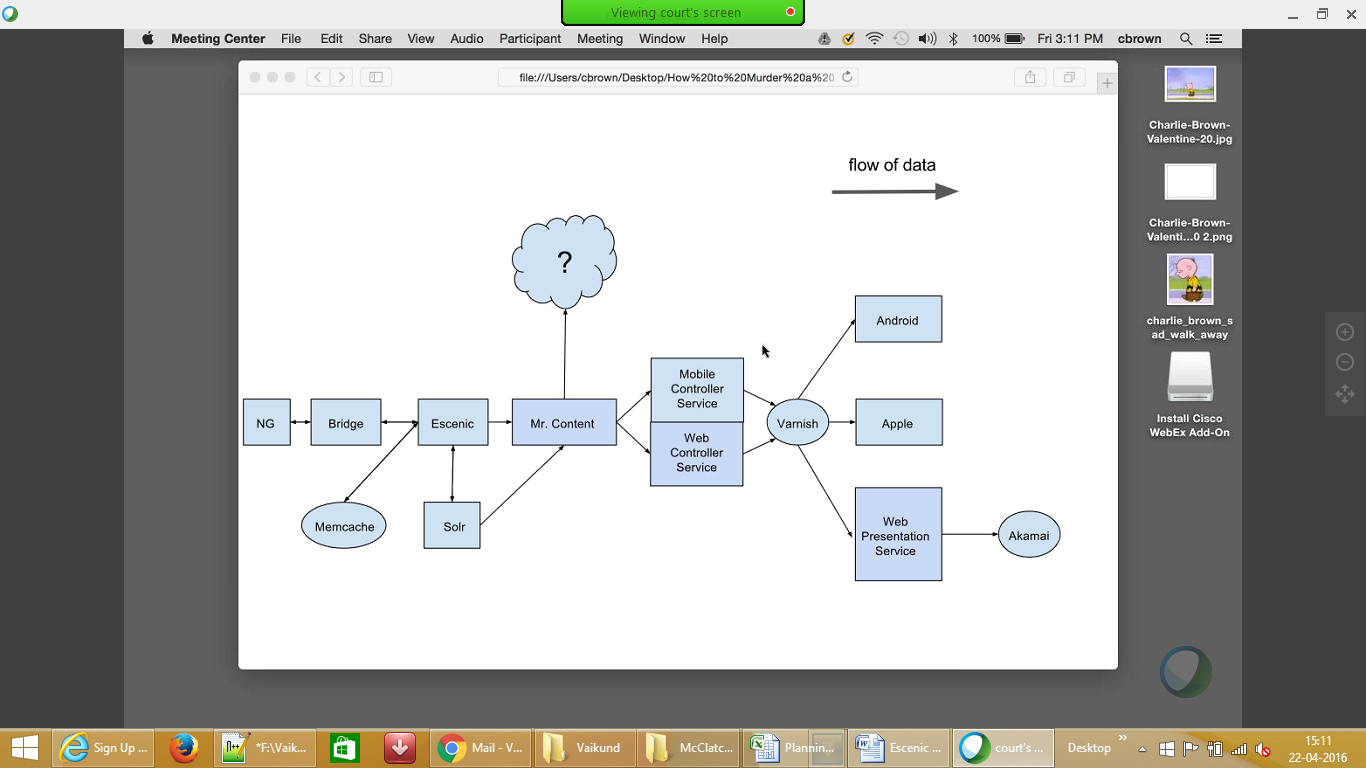 Viewing court's screen
Meeting Center File Edit Share View Audio Participant Meeting Window Help 100% Fri 3:11 PM cbrown
file:///Users/cbrown/Desktop/How%20to%20Murder%20a%20
Charlie-Brown-
Valentine-20.jpg
Charlie-Brown-
Valenti...0 2.png
charlie_brown_s
ad_walk_away
Install Cisco
WebEx Add-On
flow of data
?
Android
Mobile
Controller
Service
NG
Bridge
Escenic
Mr. Content
Web
Controller
Service
Varnish
Apple
Memcache
Solr
Web
Presentation
Service
Akamai
Sign Up ... *F:\Vaik... Mail - V... Vaikund McClatc... Plannin... Escenic ... court's ... Desktop
15:11
22-04-2016